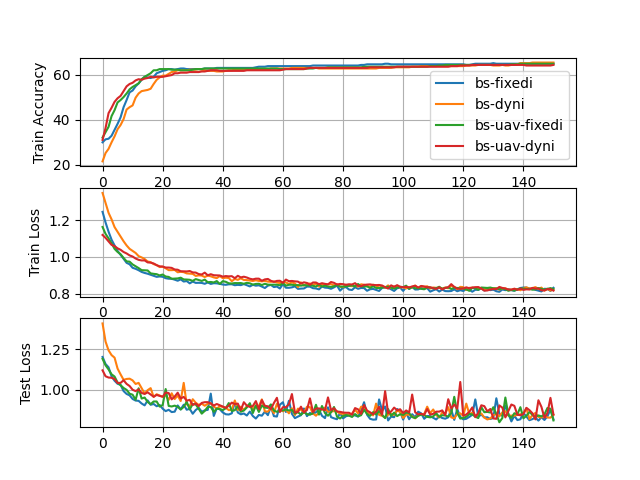 Train Accuracy
60
40
20
0 20 40 60 80 100 120 140
bs-fixedi
bs-dyni
bs-uav-fixedi
bs-uav-dyni
Train Loss
1.2
1.0
0.8
0 20 40 60 80 100 120 140
Test Loss
1.25
1.00
0 20 40 60 80 100 120 140